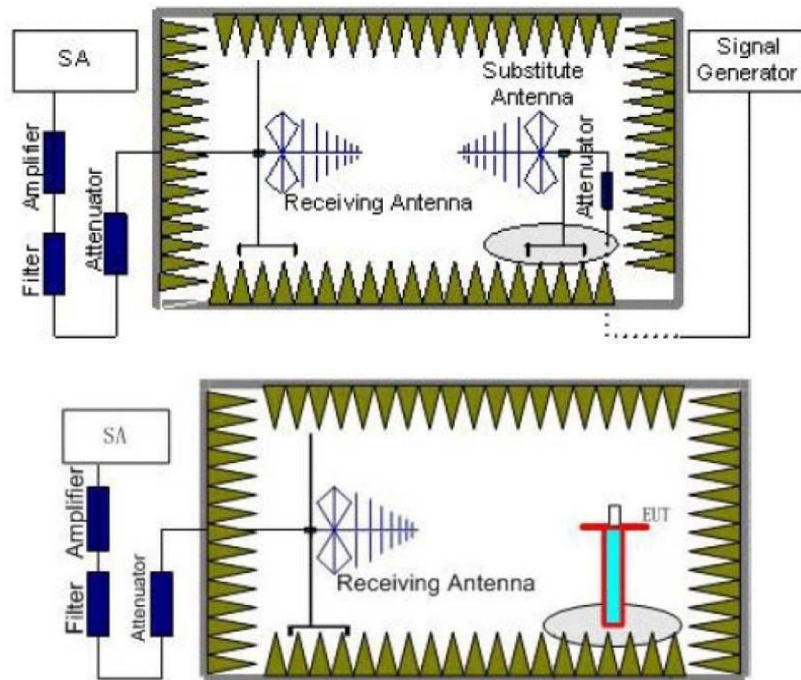 SA
Signal
Generator
Substitute
Antenna
Amplifier
Attenuator
Attenuator
Receiving Antenna
Filter
SA
Amplifier
EUT
Receiving Antenna
Filter
Attenuator